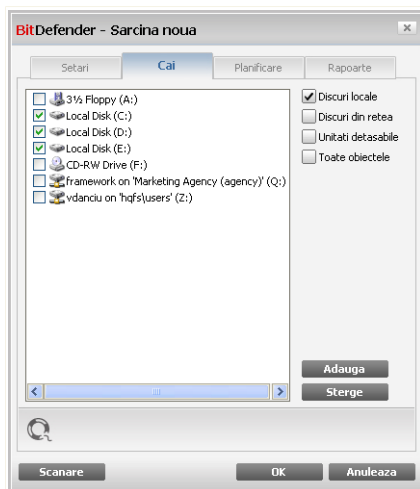 BitDefender - Sarcina noua
Setari Cai Planificare Rapoarte
3½ Floppy (A:)
Local Disk (C:)
Local Disk (D:)
Local Disk (E:)
CD-RW Drive (F:)
framework on 'Marketing Agency (agency)' (Q:)
vdanciu on 'hqfs\users' (Z:)
Discuri locale
Discuri din retea
Unitati detasabile
Toate obiectele
Adauga
Sterge
Scanare OK Anuleaza